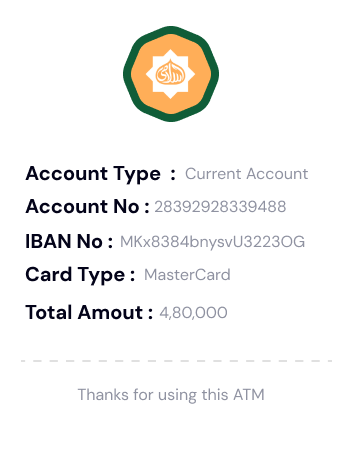 Account Type : Current Account
Account No : 28392928339488
IBAN No : MKx8384bnysvU3223OG
Card Type : MasterCard
Total Amout : 4,80,000
Thanks for using this ATM